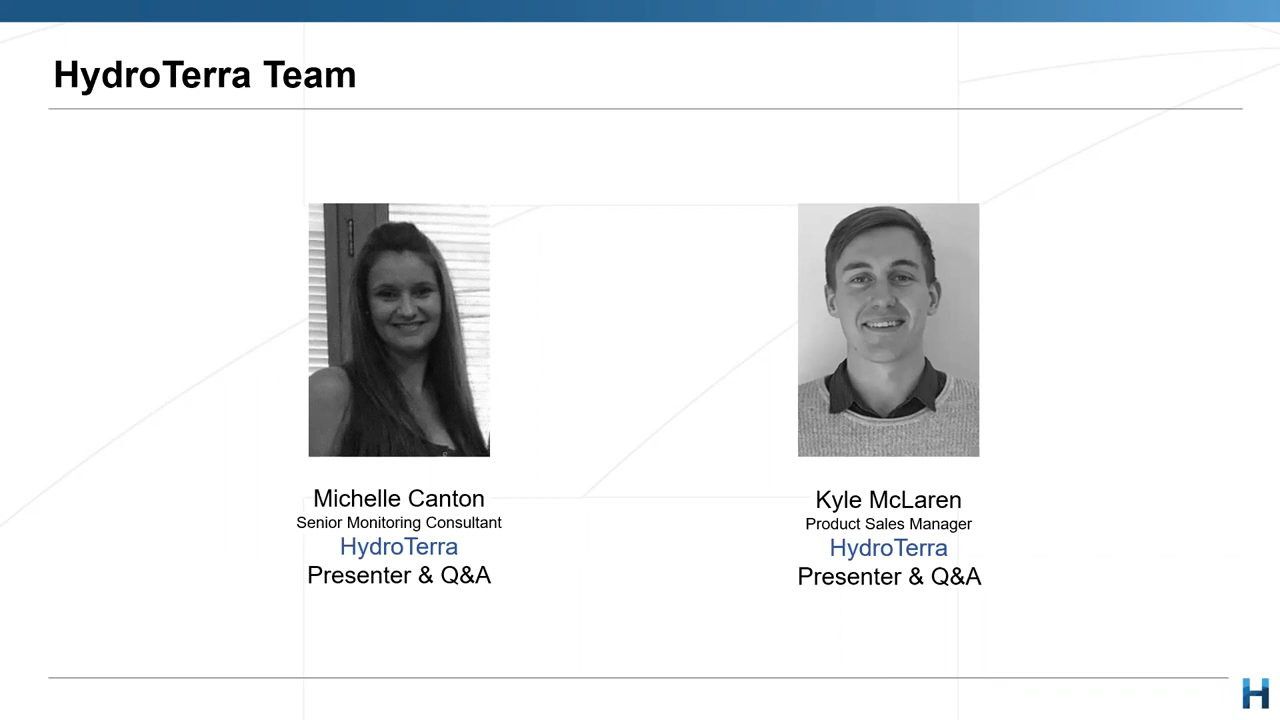 HydroTerra Team
Michelle Canton
Senior Monitoring Consultant
HydroTerra
Presenter & Q&A
Kyle McLaren
Product Sales Manager
HydroTerra
Presenter & Q&A
H